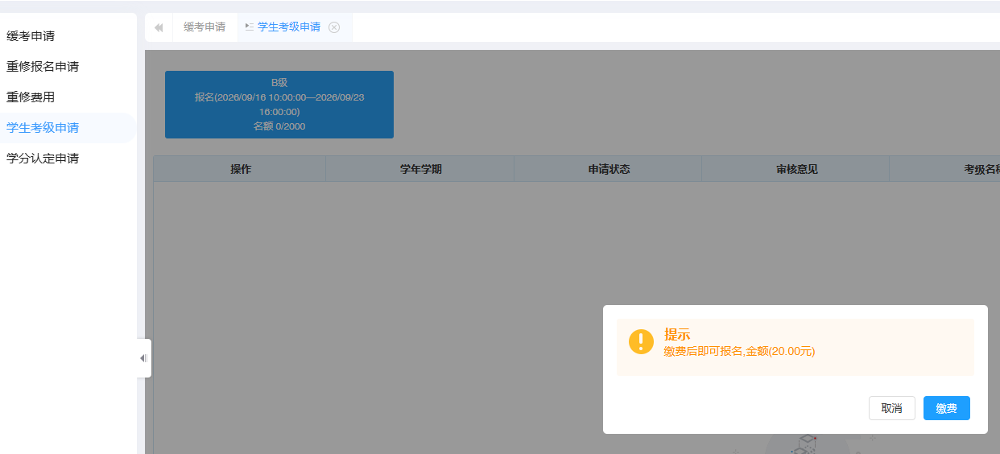 缓考申请
重修报名申请
重修费用
学生考级申请
学分认定申请
缓考申请
学生考级申请
B级
报名(2026/09/16 10:00:00—2026/09/23
16:00:00)
名额 0/2000
操作
学年学期
申请状态
审核意见
考级名
提示
缴费后即可报名,金额(20.00元)
取消
缴费